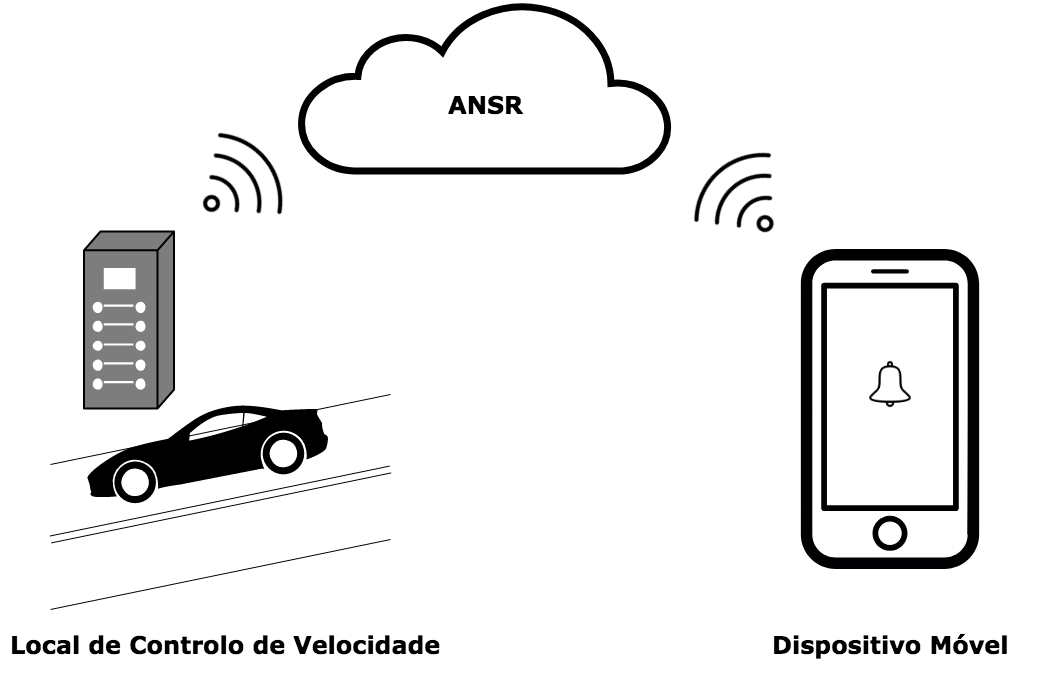 ANSR
Local de Controlo de Velocidade
Dispositivo Móvel